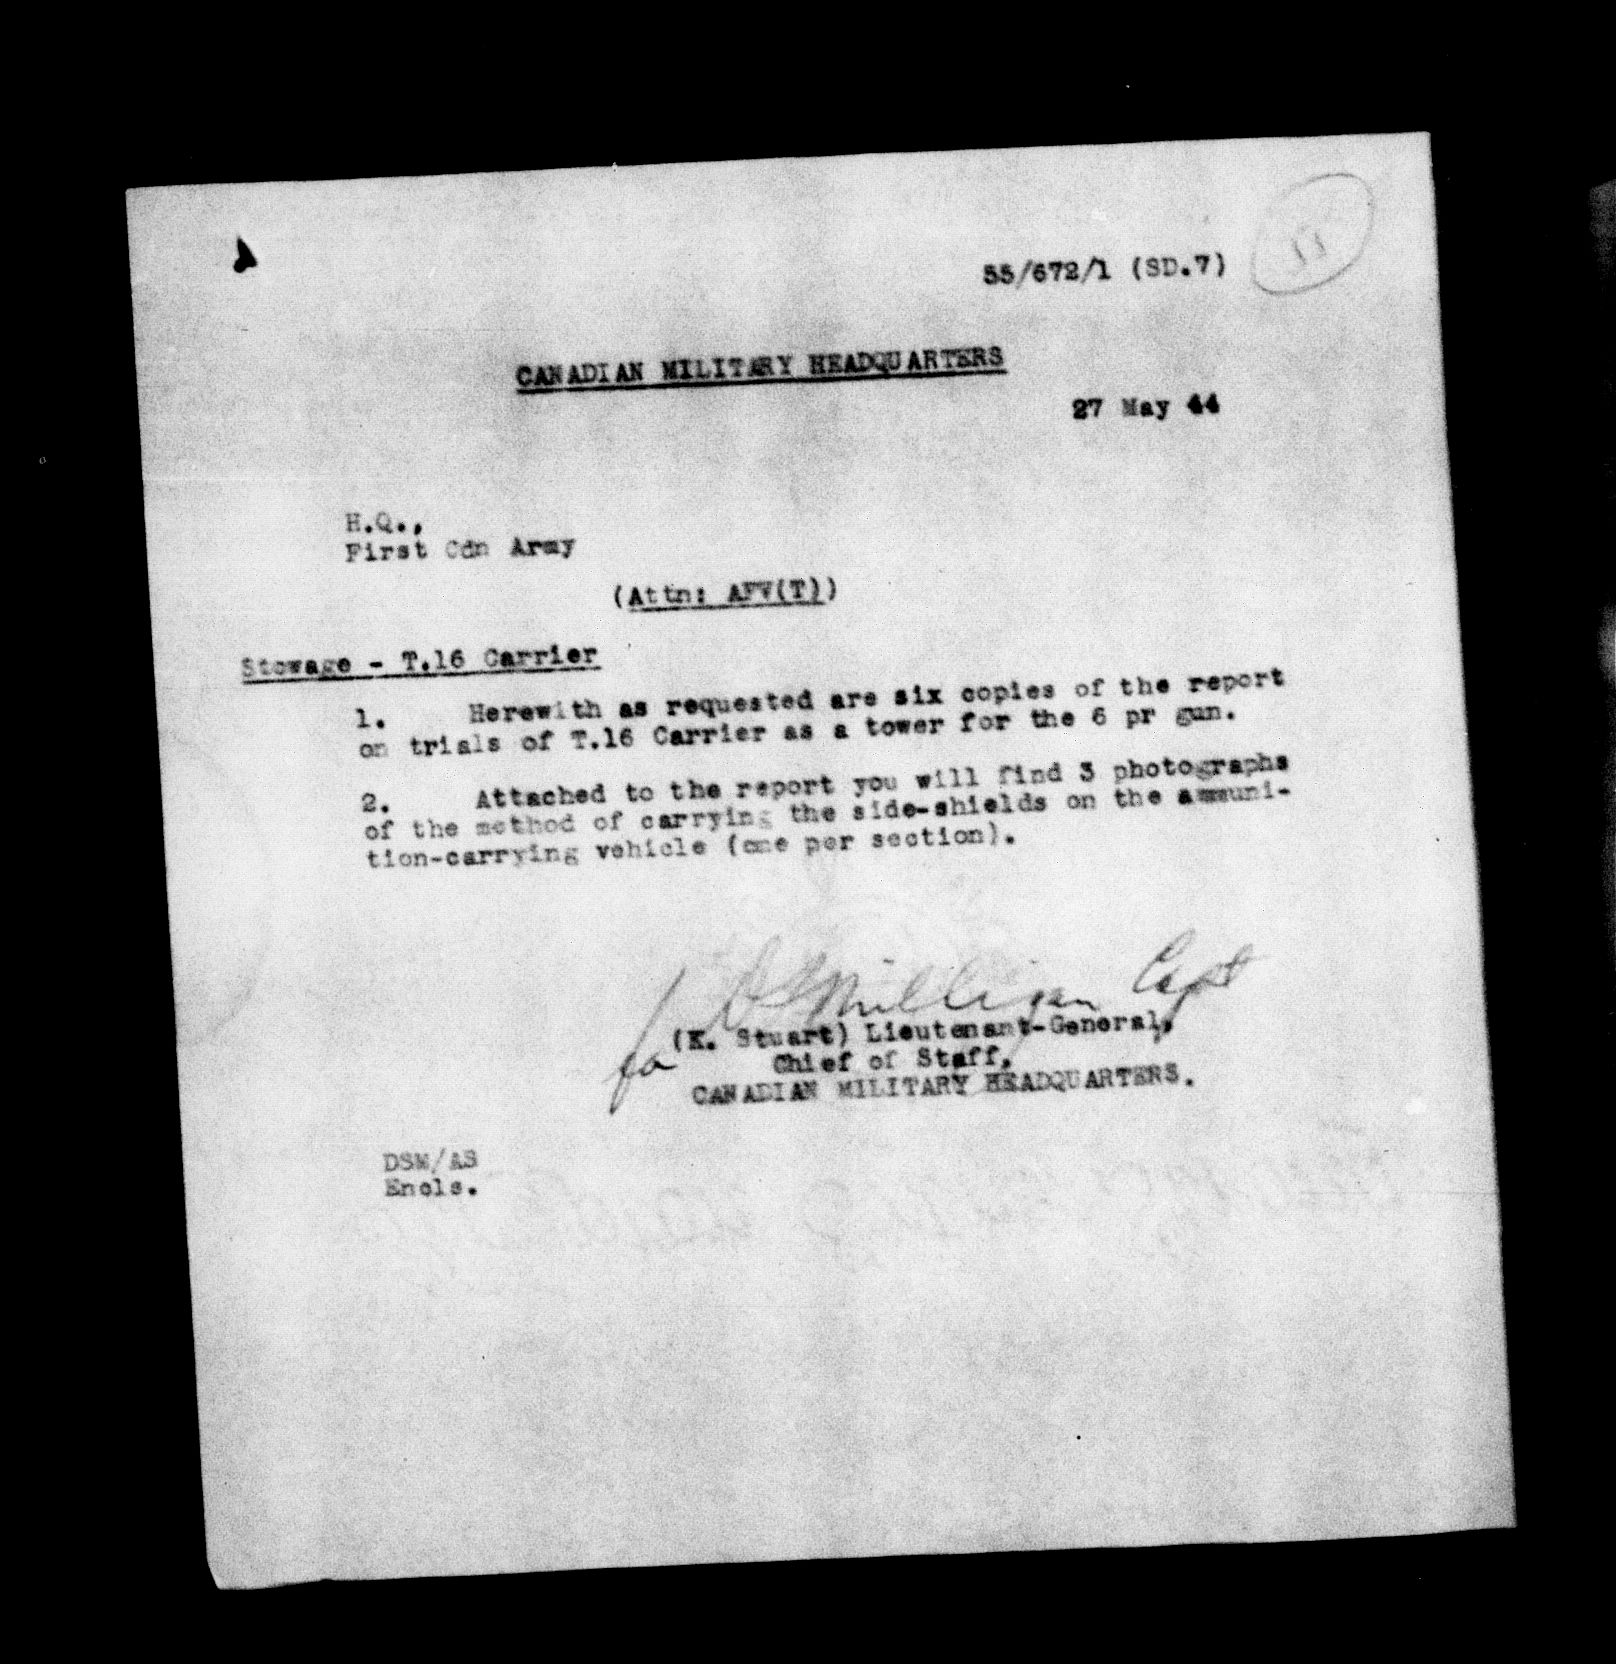 55/672/1 (SD.7)
CANADIAN MILITARY HEADQUARTERS
27 May 44
H.Q.,
First Cdn Army
(Attn: AFV(T))
Stowage - T.16 Carrier
1. Herewith as requested are six copies of the report
on trials of T.16 Carrier as a tower for the 6 pr gun.
2. Attached to the report you will find 3 photographs
of the method of carrying the side-shields on the ammuni-
tion-carrying vehicle (one per section).
DSMilligan Capt
(K. Stuart) Lieutenant-General,
for Chief of Staff,
CANADIAN MILITARY HEADQUARTERS.
DSM/AS
Encls.